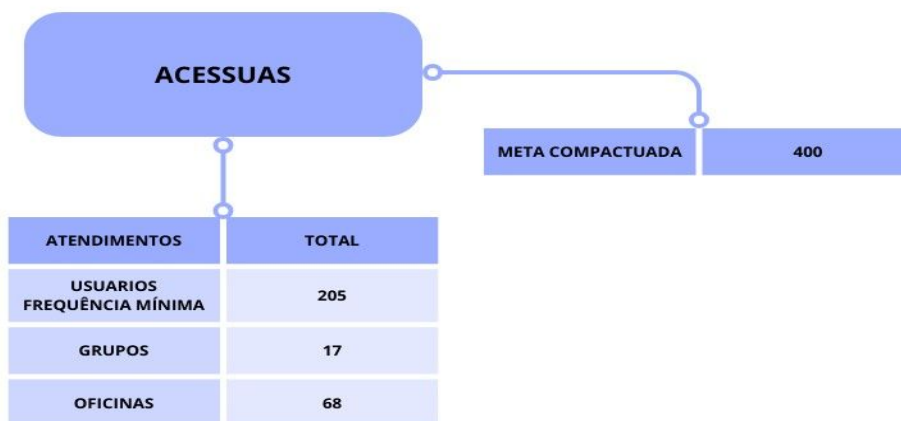 ACESSUAS
META COMPACTUADA 400
ATENDIMENTOS TOTAL
USUARIOS
FREQUÊNCIA MÍNIMA 205
GRUPOS 17
OFICINAS 68